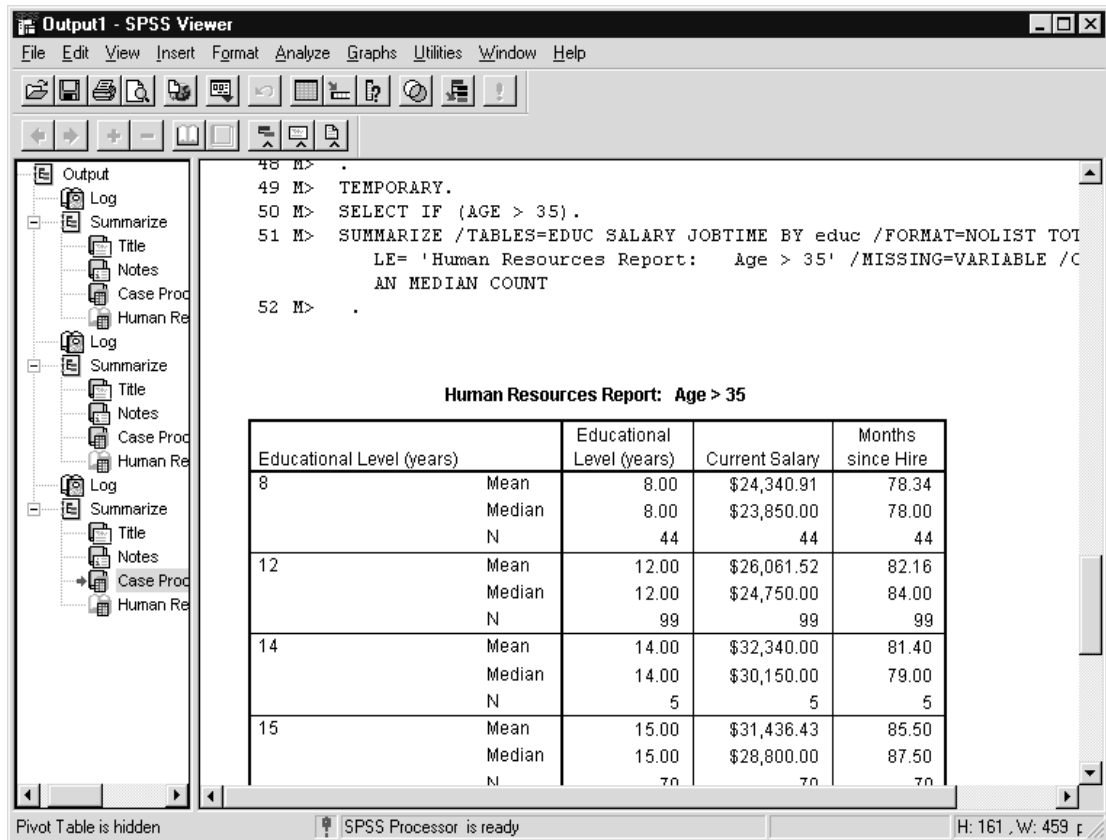 Output1 - SPSS Viewer
File Edit View Insert Format Analyze Graphs Utilities Window Help
Output
Log
Summarize
Title
Notes
Case Proc
Human Re
Log
Summarize
Title
Notes
Case Proc
Human Re
Log
Summarize
Title
Notes
Case Proc
Human Re
48 M> .
49 M> TEMPORARY.
50 M> SELECT IF (AGE > 35).
51 M> SUMMARIZE /TABLES=EDUC SALARY JOBTIME BY educ /FORMAT=NOLIST TOT
LE= 'Human Resources Report: Age > 35' /MISSING=VARIABLE /C
AN MEDIAN COUNT
52 M> .
Human Resources Report: Age > 35
Educational Level (years) Educational Level (years) Current Salary Months since Hire
8 Mean 8.00 $24,340.91 78.34
Median 8.00 $23,850.00 78.00
N 44 44 44
12 Mean 12.00 $26,061.52 82.16
Median 12.00 $24,750.00 84.00
N 99 99 99
14 Mean 14.00 $32,340.00 81.40
Median 14.00 $30,150.00 79.00
N 5 5 5
15 Mean 15.00 $31,436.43 85.50
Median 15.00 $28,800.00 87.50
N 70 70 70
Pivot Table is hidden
SPSS Processor is ready
H: 161 , W: 459 p